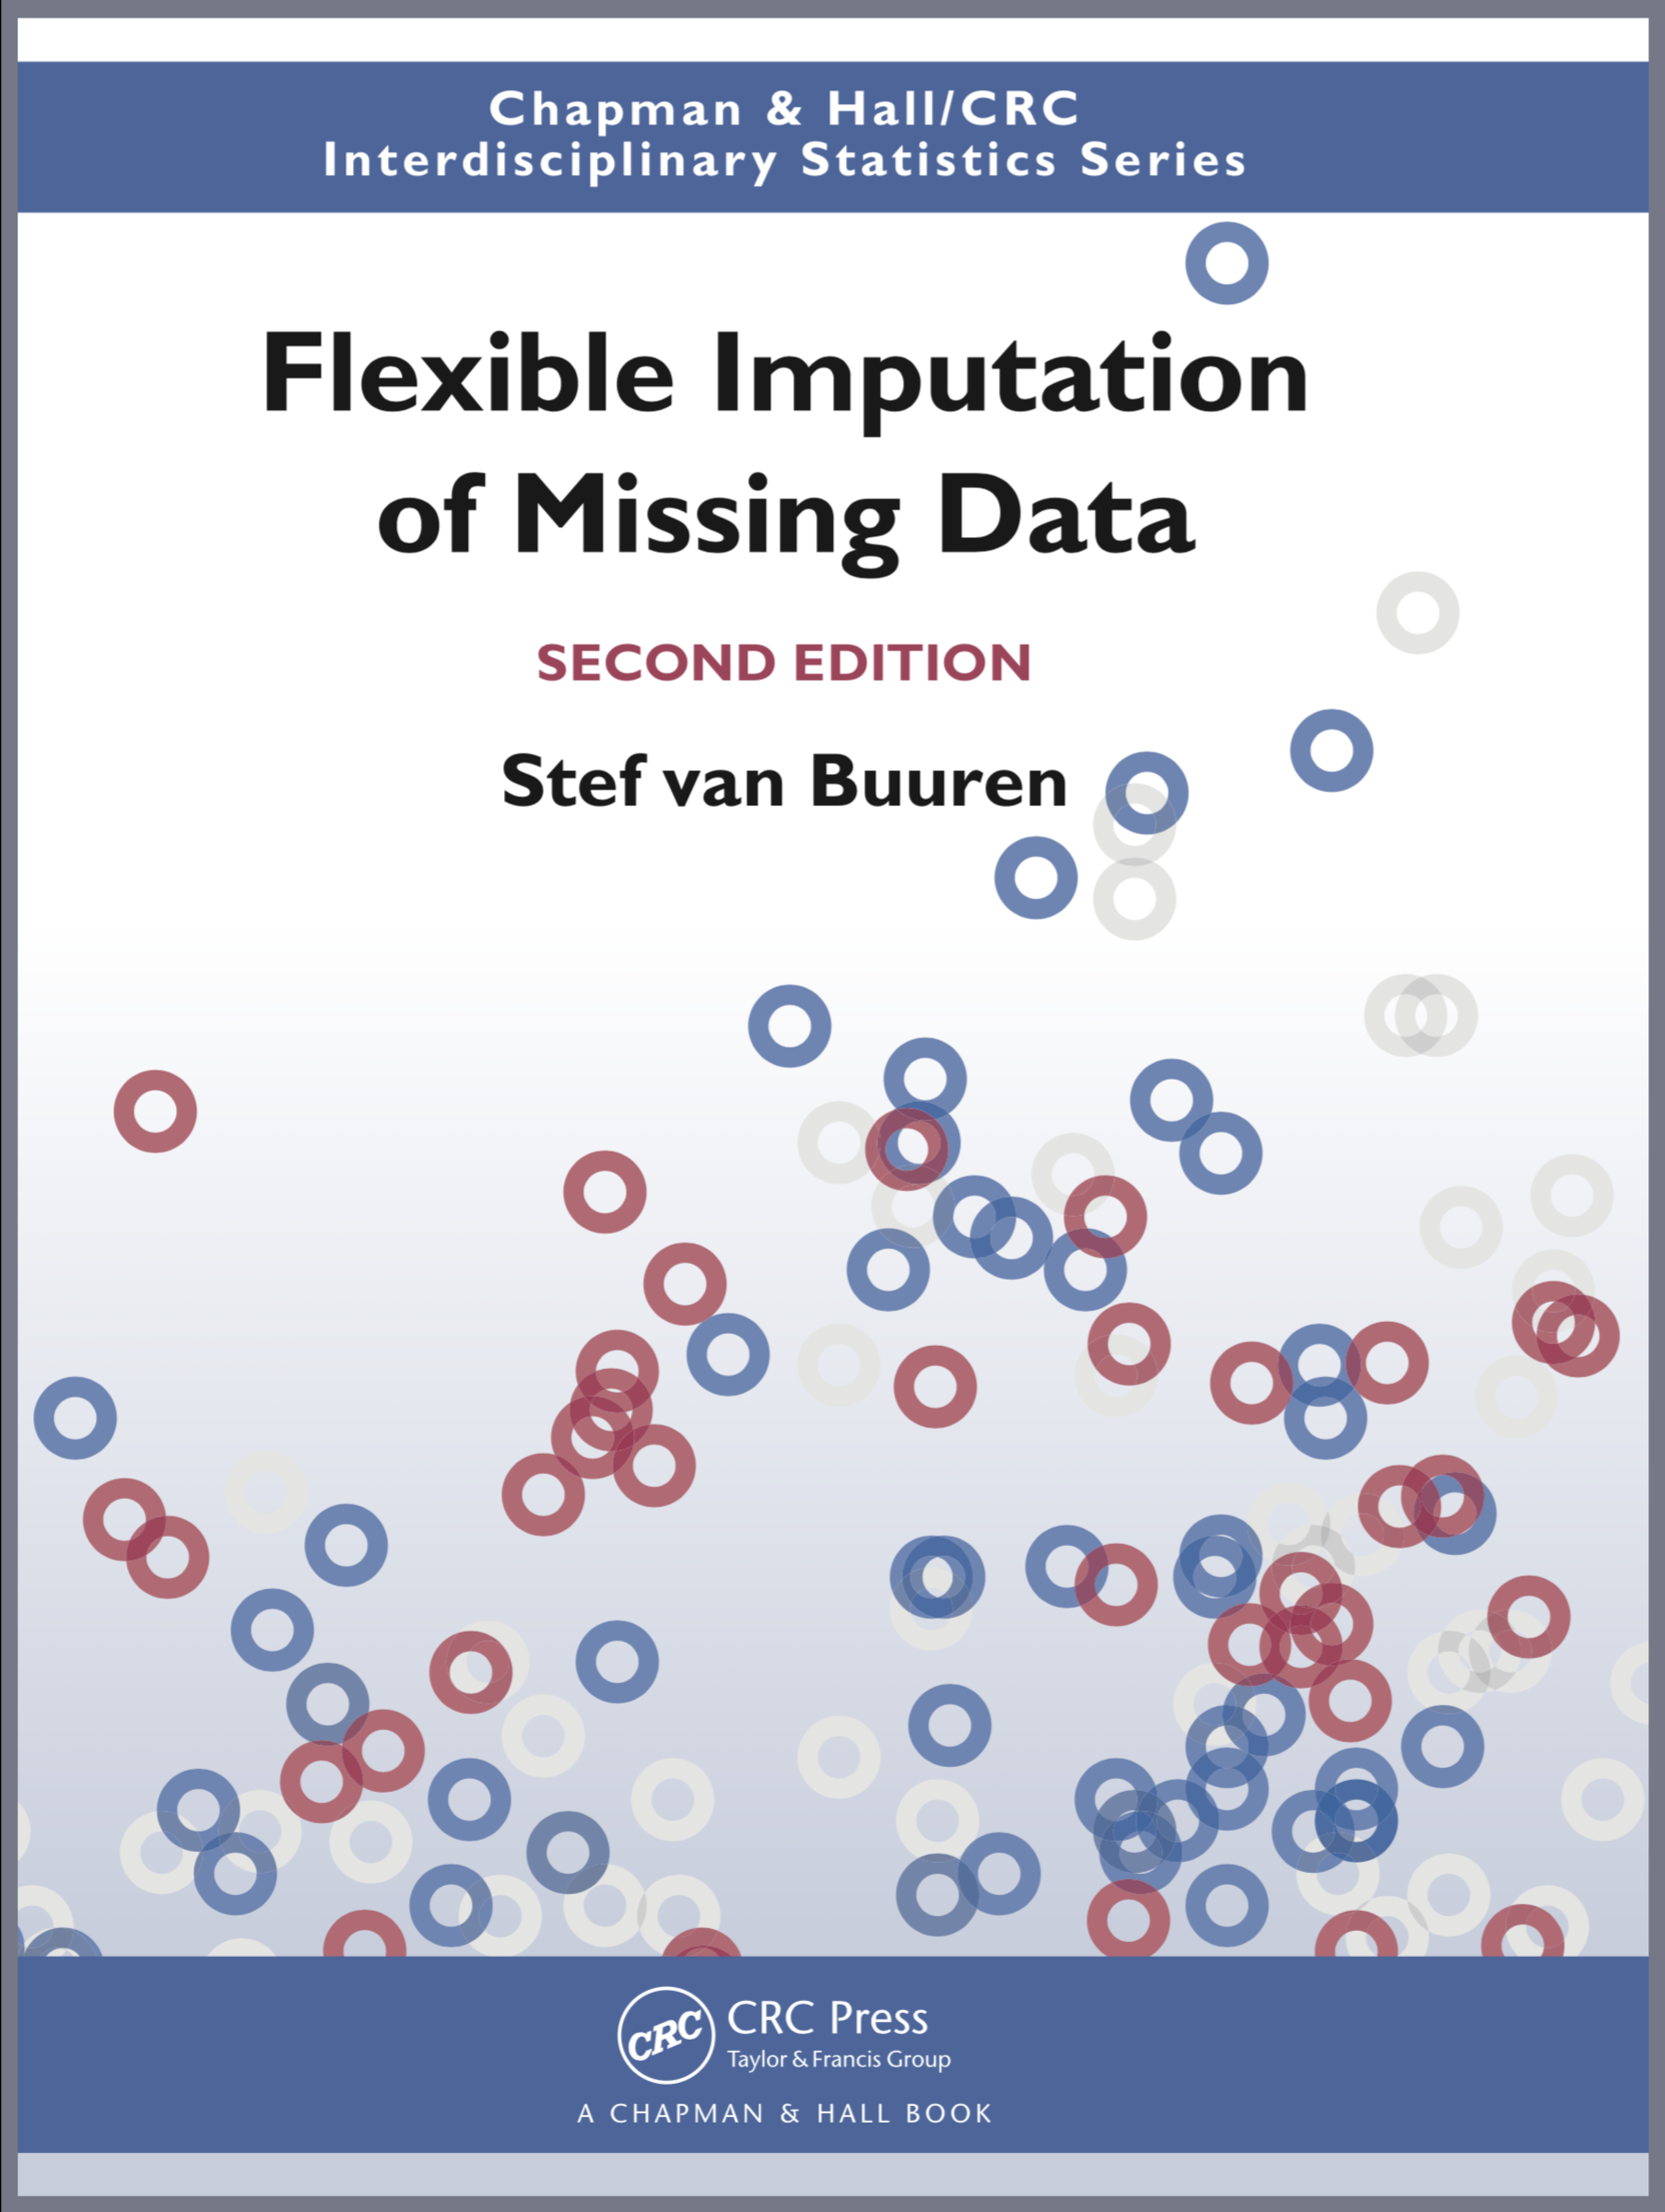 Chapman & Hall/CRC
Interdisciplinary Statistics Series
Flexible Imputation
of Missing Data
SECOND EDITION
Stef van Buuren
CRC
CRC Press
Taylor & Francis Group
A CHAPMAN & HALL BOOK